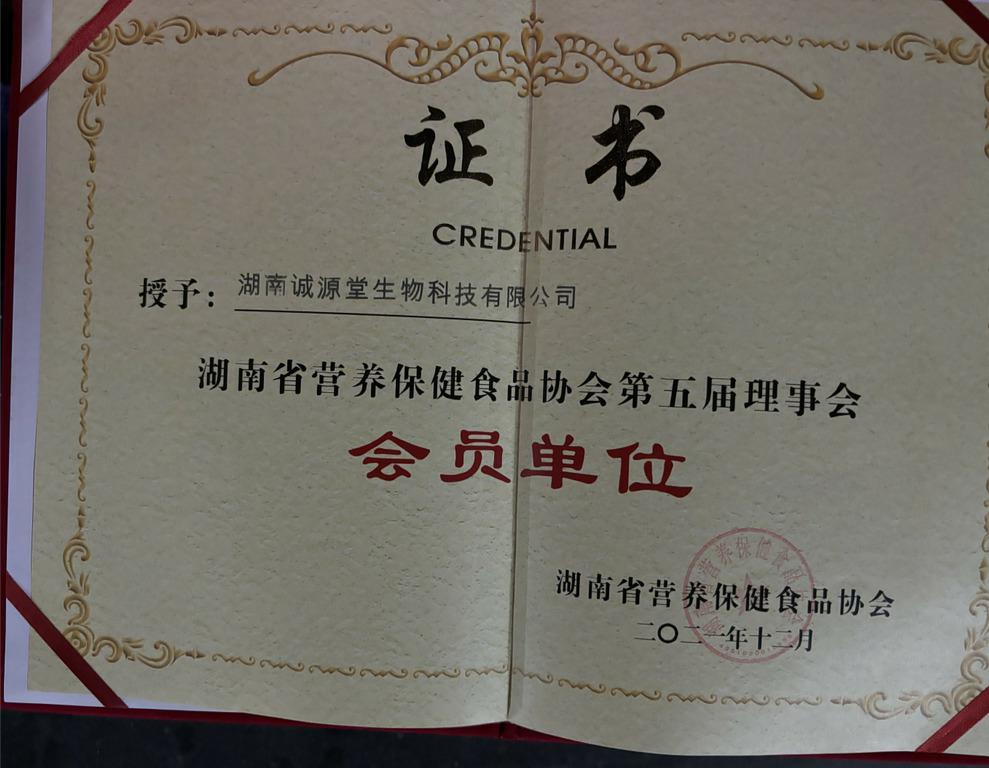 证 书
CREDENTIAL
授予：湖南诚源堂生物科技有限公司
湖南省营养保健食品协会第五届理事会
会员单位
湖南省营养保健食品协会
二〇二一年十二月